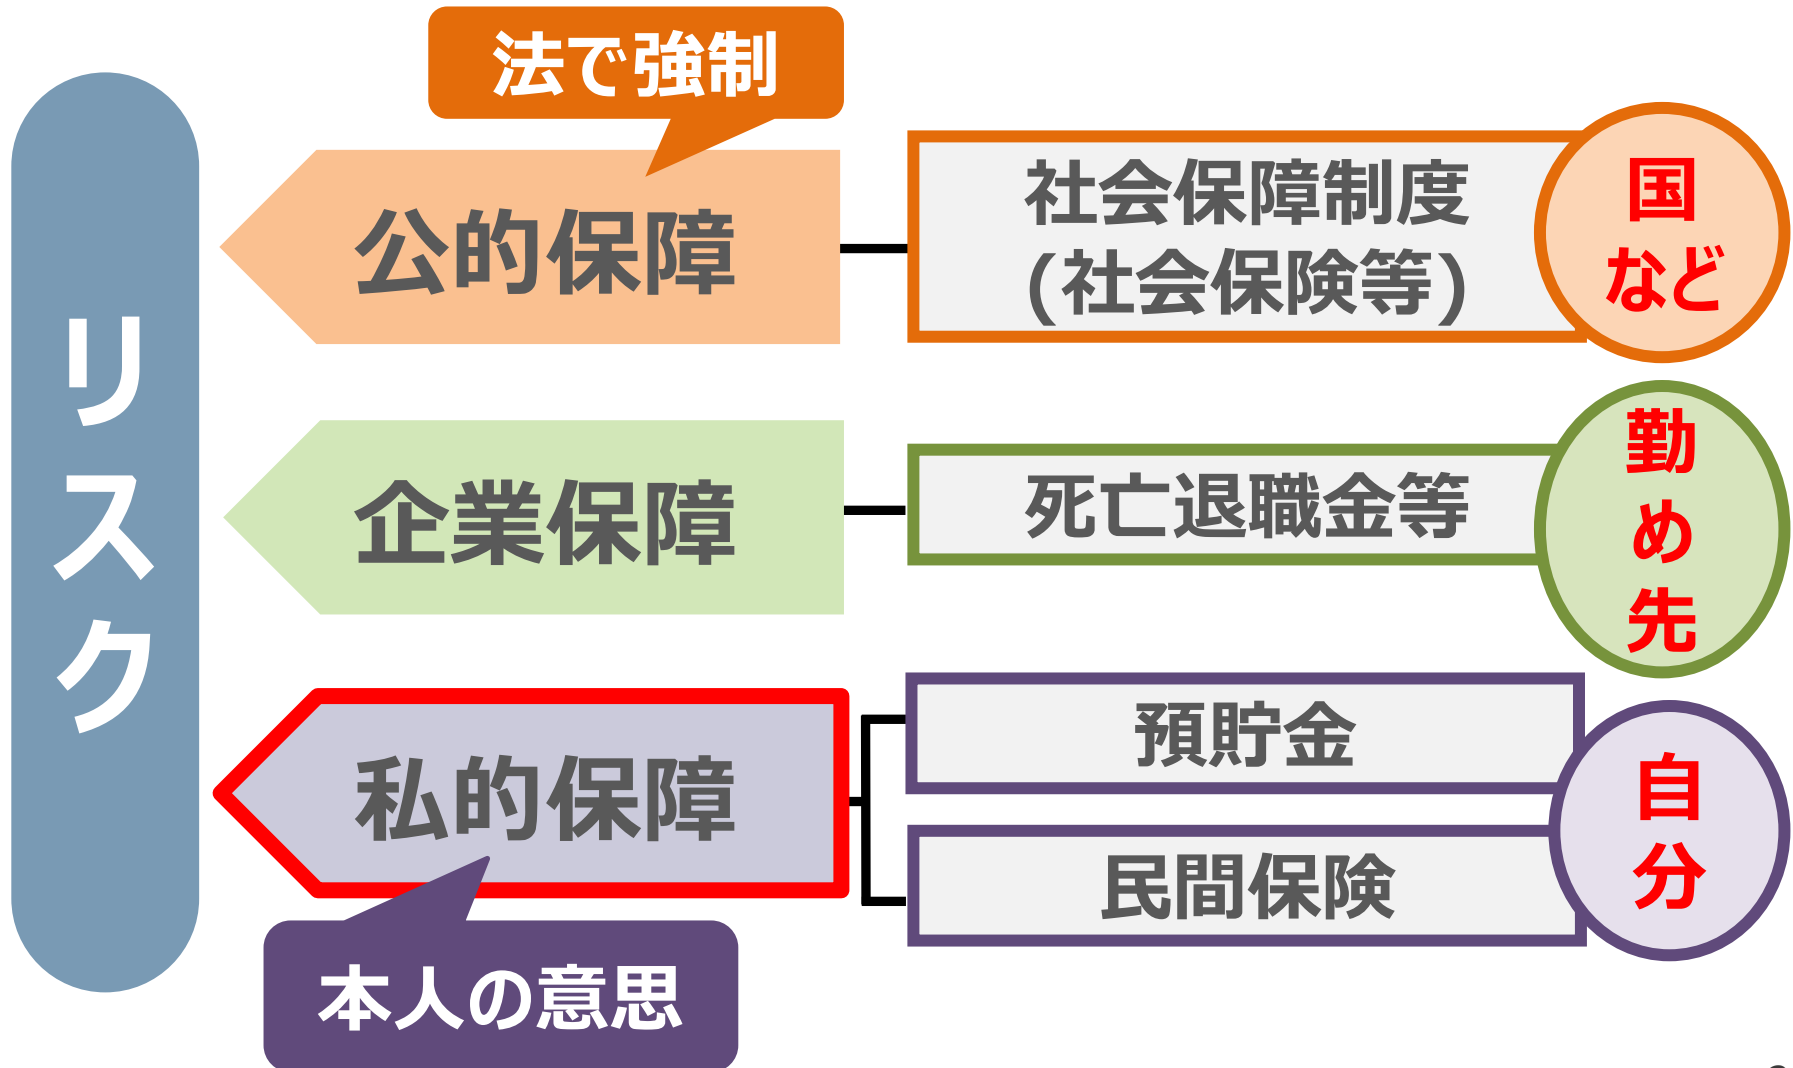 リスク
法で強制
公的保障
社会保障制度
(社会保険等)
国
など
企業保障
死亡退職金等
勤
め
先
私的保障
預貯金
民間保険
自
分
本人の意思